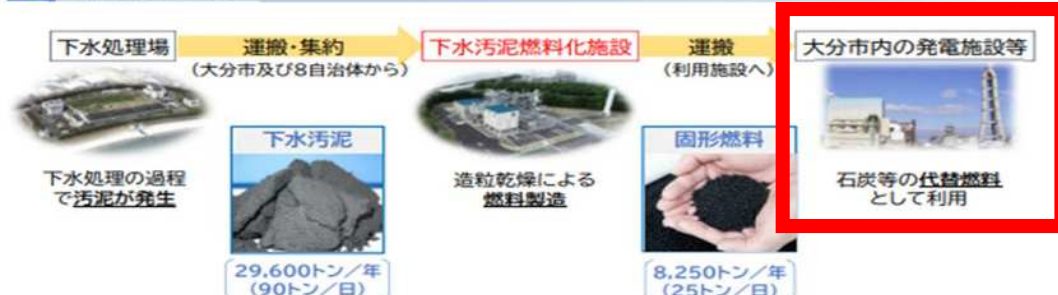 下水処理場
運搬・集約
(大分市及び8自治体から)
下水汚泥燃料化施設
運搬
(利用施設へ)
大分市内の発電施設等
下水汚泥
固形燃料
下水処理の過程
で汚泥が発生
造粒乾燥による
燃料製造
石炭等の代替燃料
として利用
29,600トン/年
(90トン/日)
8,250トン/年
(25トン/日)